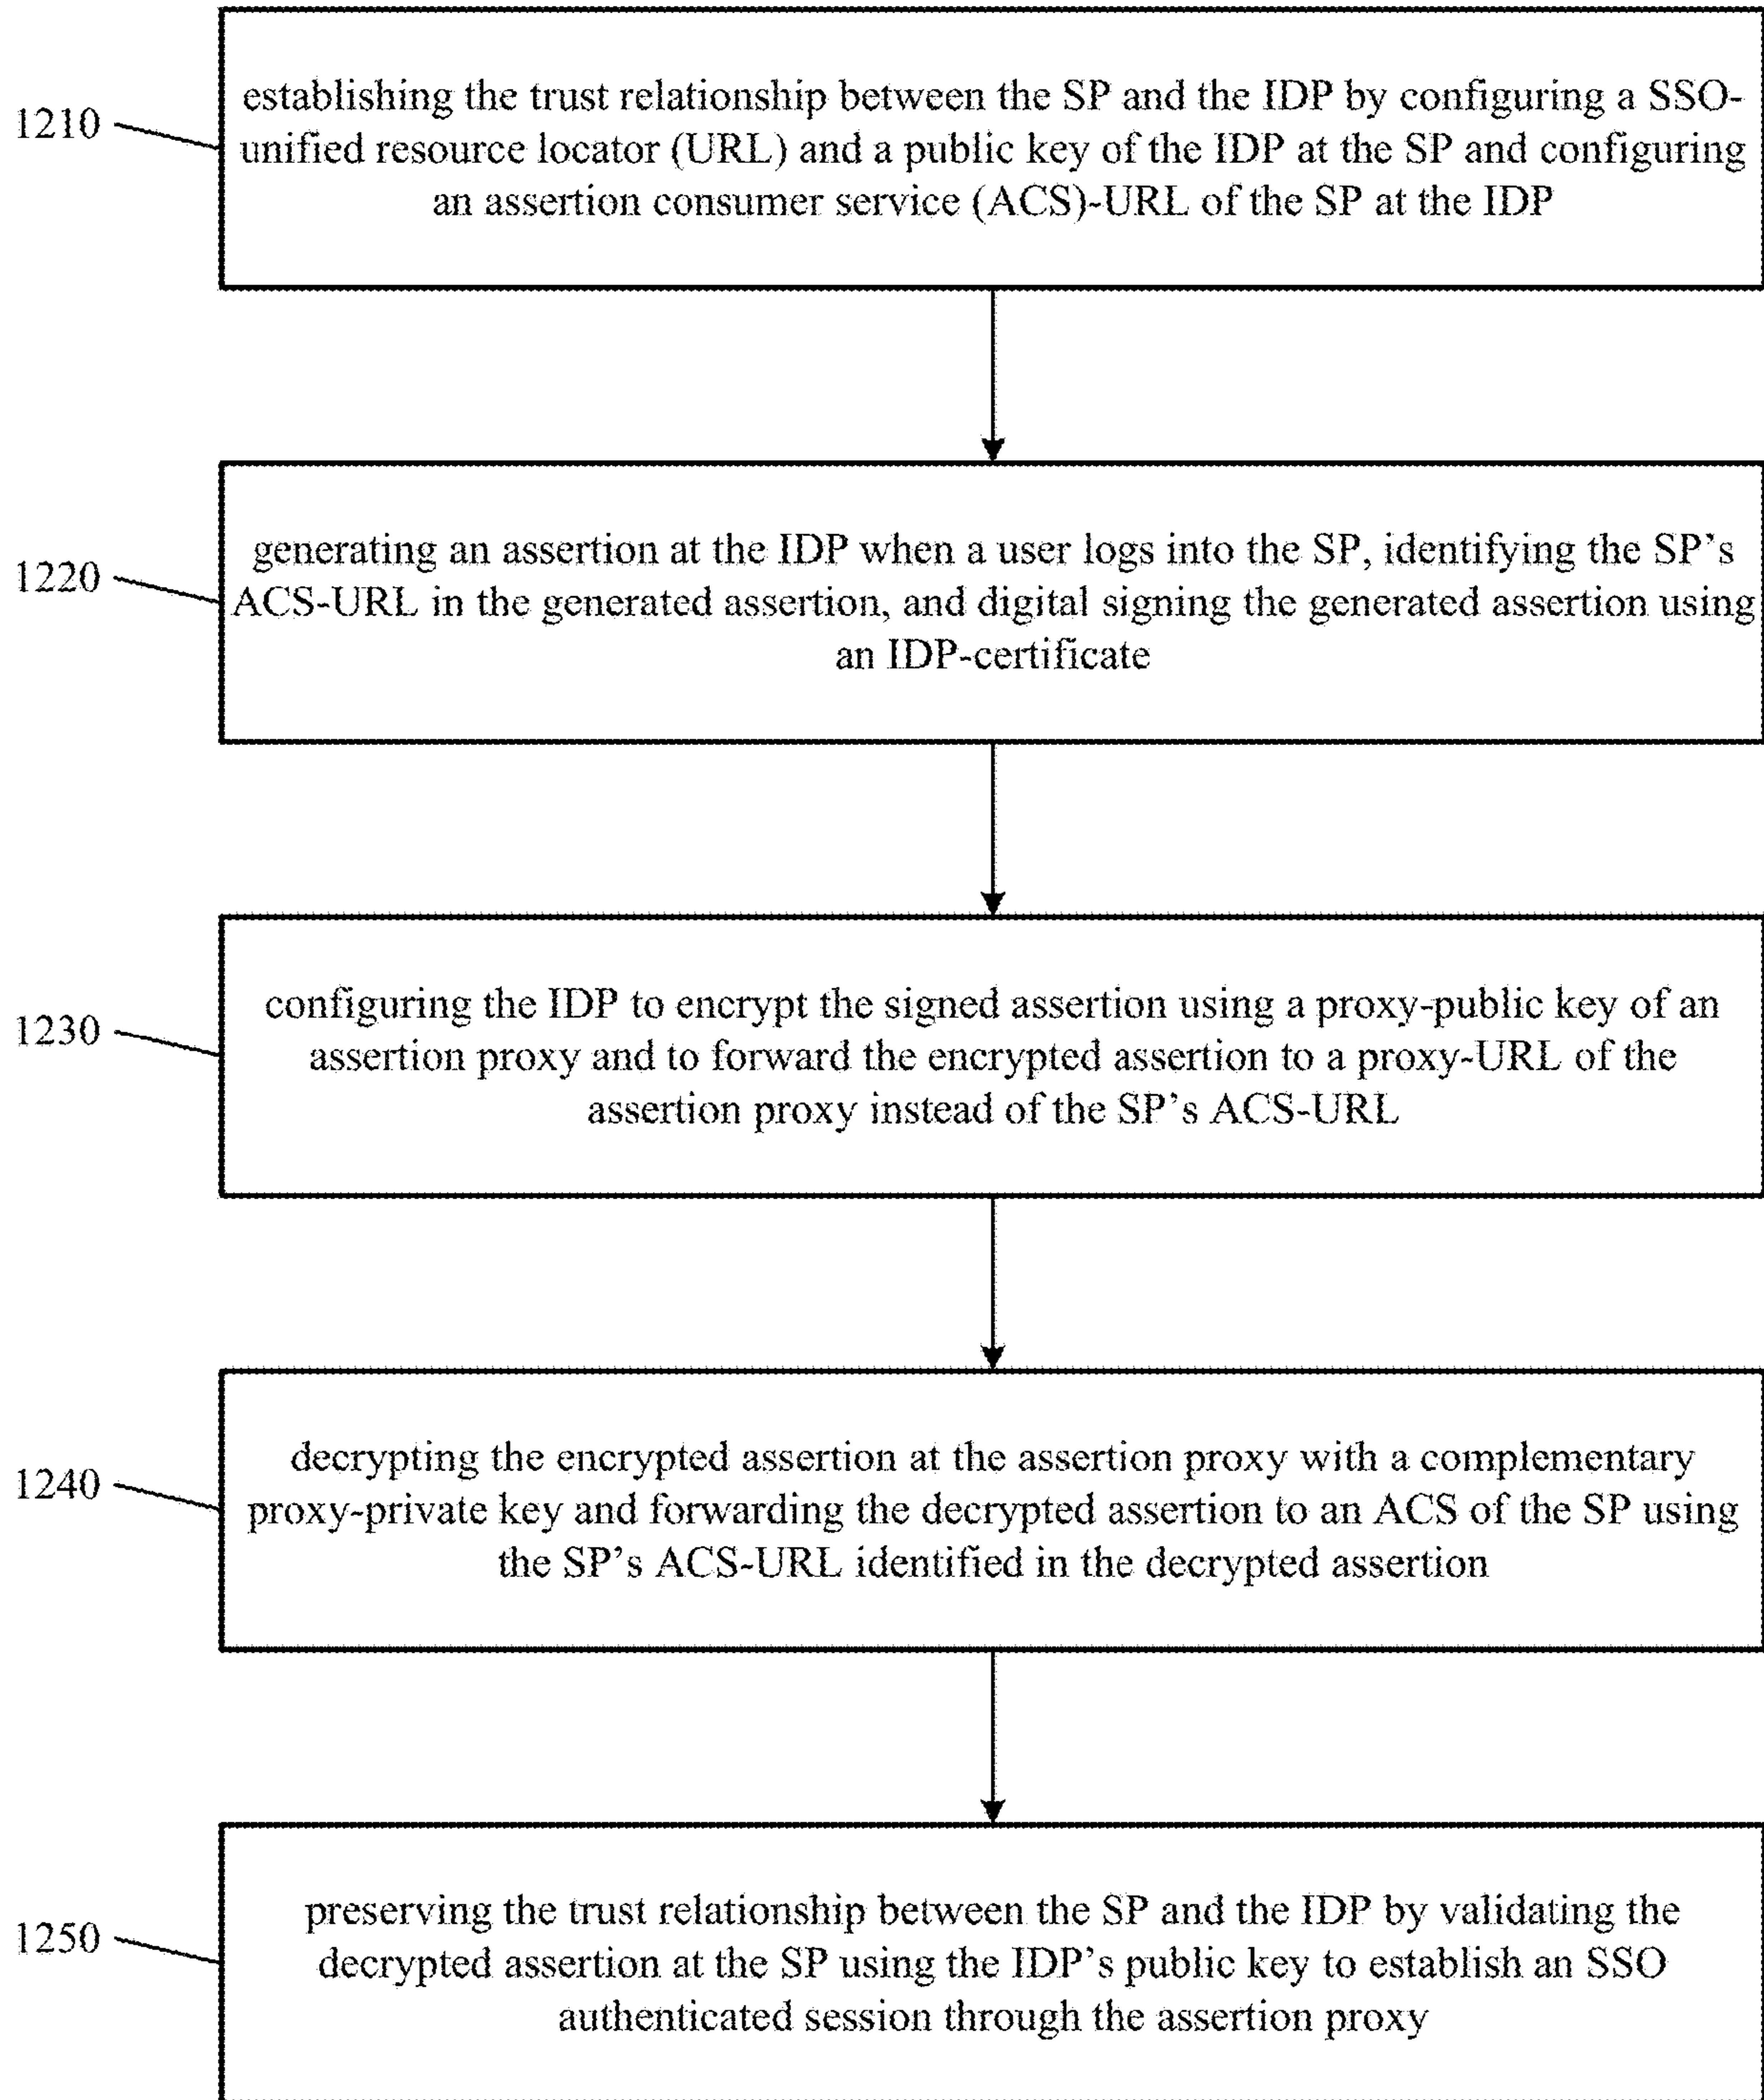 1210
establishing the trust relationship between the SP and the IDP by configuring a SSO-
unified resource locator (URL) and a public key of the IDP at the SP and configuring
an assertion consumer service (ACS)-URL of the SP at the IDP
1220
generating an assertion at the IDP when a user logs into the SP, identifying the SP's
ACS-URL in the generated assertion, and digital signing the generated assertion using
an IDP-certificate
1230
configuring the IDP to encrypt the signed assertion using a proxy-public key of an
assertion proxy and to forward the encrypted assertion to a proxy-URL of the
assertion proxy instead of the SP's ACS-URL
1240
decrypting the encrypted assertion at the assertion proxy with a complementary
proxy-private key and forwarding the decrypted assertion to an ACS of the SP using
the SP's ACS-URL identified in the decrypted assertion
1250
preserving the trust relationship between the SP and the IDP by validating the
decrypted assertion at the SP using the IDP's public key to establish an SSO
authenticated session through the assertion proxy